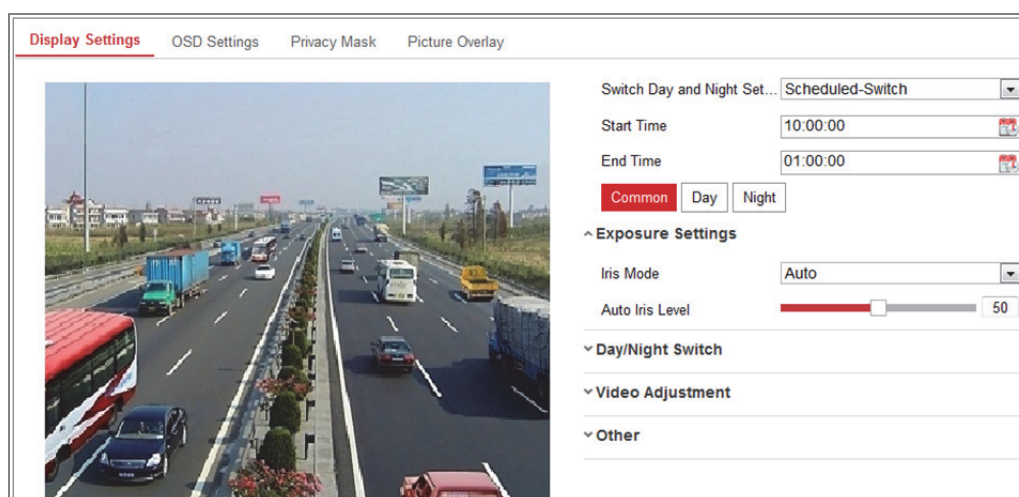 Display Settings OSD Settings Privacy Mask Picture Overlay
Switch Day and Night Set... Scheduled-Switch
Start Time 10:00:00
End Time 01:00:00
Common Day Night
Exposure Settings
Iris Mode Auto
Auto Iris Level 50
Day/Night Switch
Video Adjustment
Other